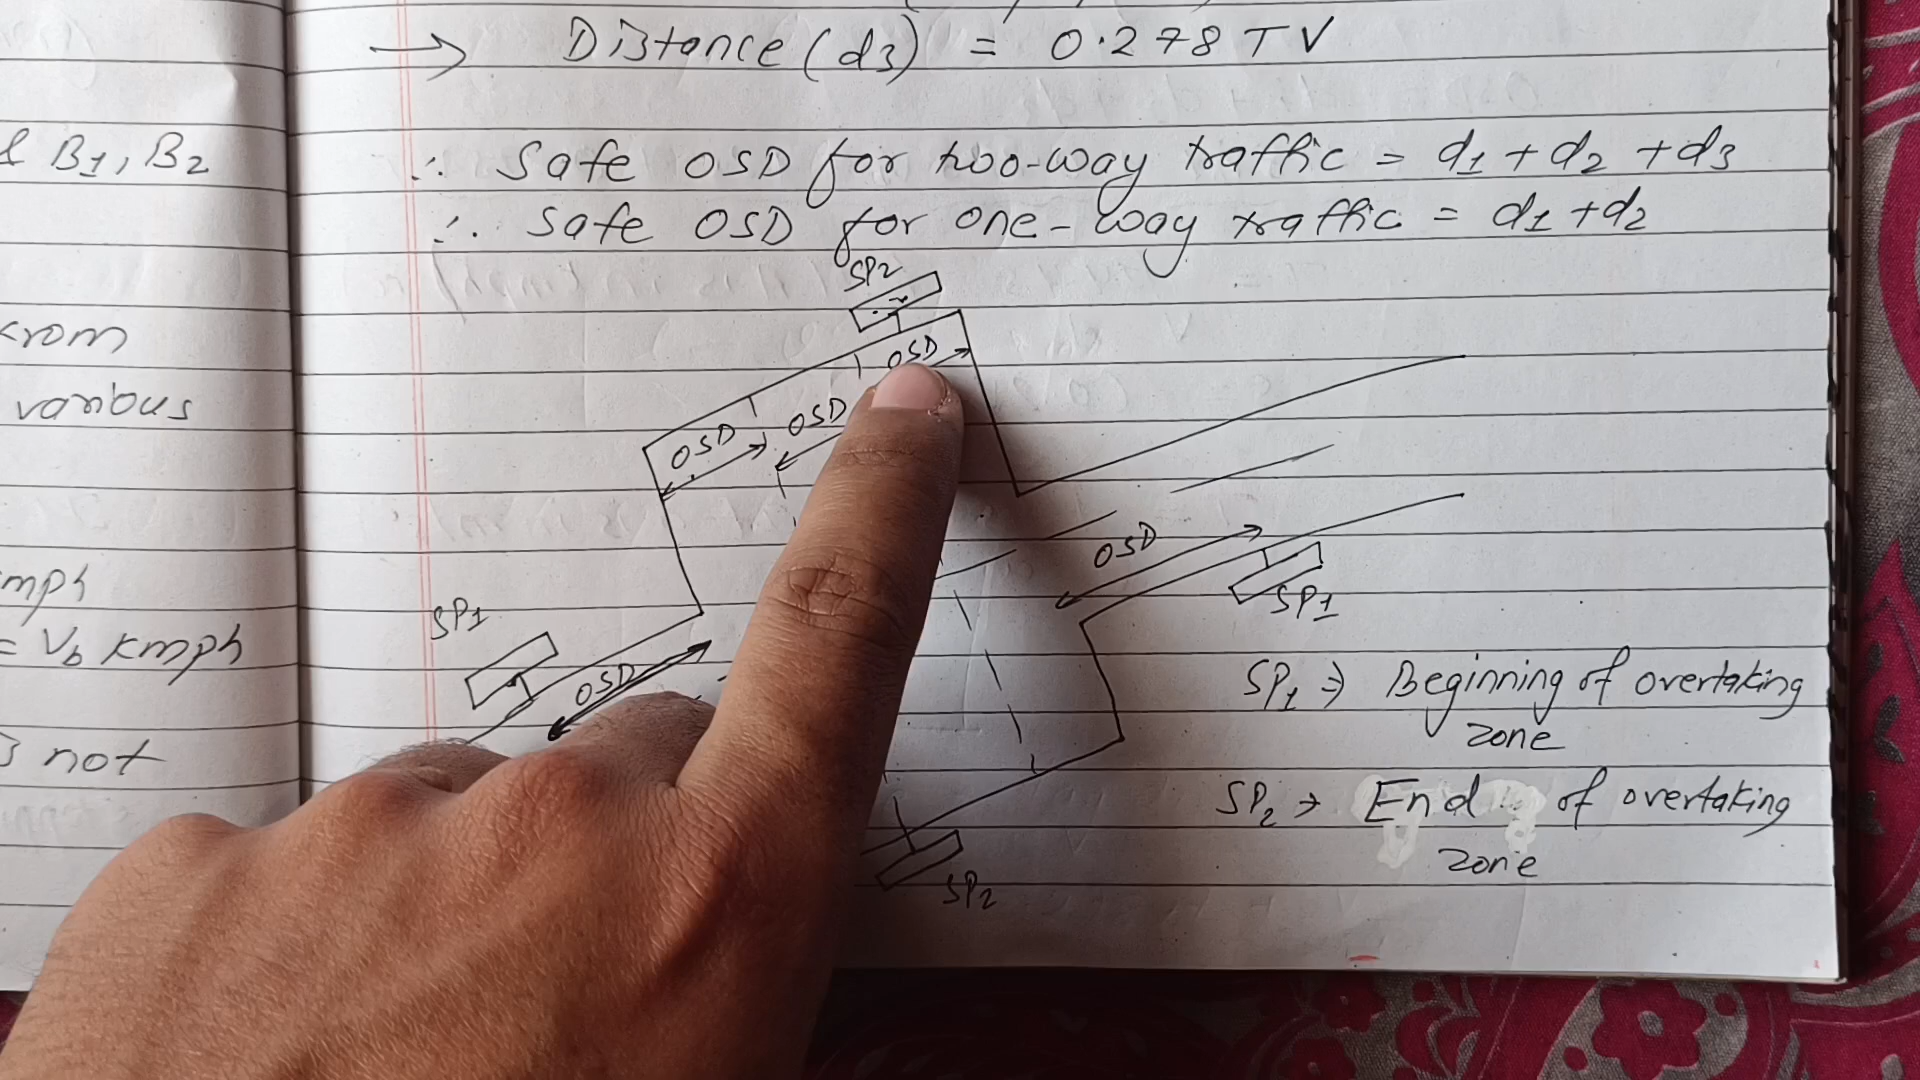 → Distance (d3) = 0.278 TV
& B1, B2
∴ Safe OSD for two-way traffic = d1 + d2 + d3
∴ Safe OSD for one-way traffic = d1 + d2
SP2
OSD
OSD
OSD
various
OSD
mph
SP1
SP1
= Vb kmph
OSD
SP1 ⇒ Beginning of overtaking
zone
not
SP2 → End of overtaking
zone
SP2